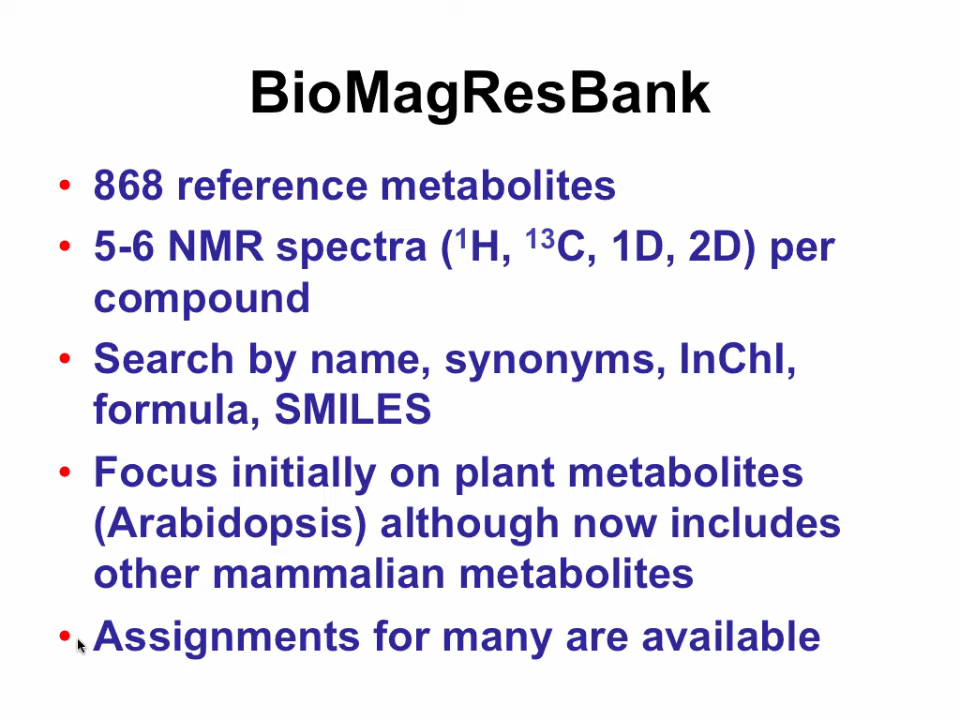 BioMagResBank
• 868 reference metabolites
• 5-6 NMR spectra (¹H, ¹³C, 1D, 2D) per
compound
• Search by name, synonyms, InChI,
formula, SMILES
• Focus initially on plant metabolites
(Arabidopsis) although now includes
other mammalian metabolites
• Assignments for many are available